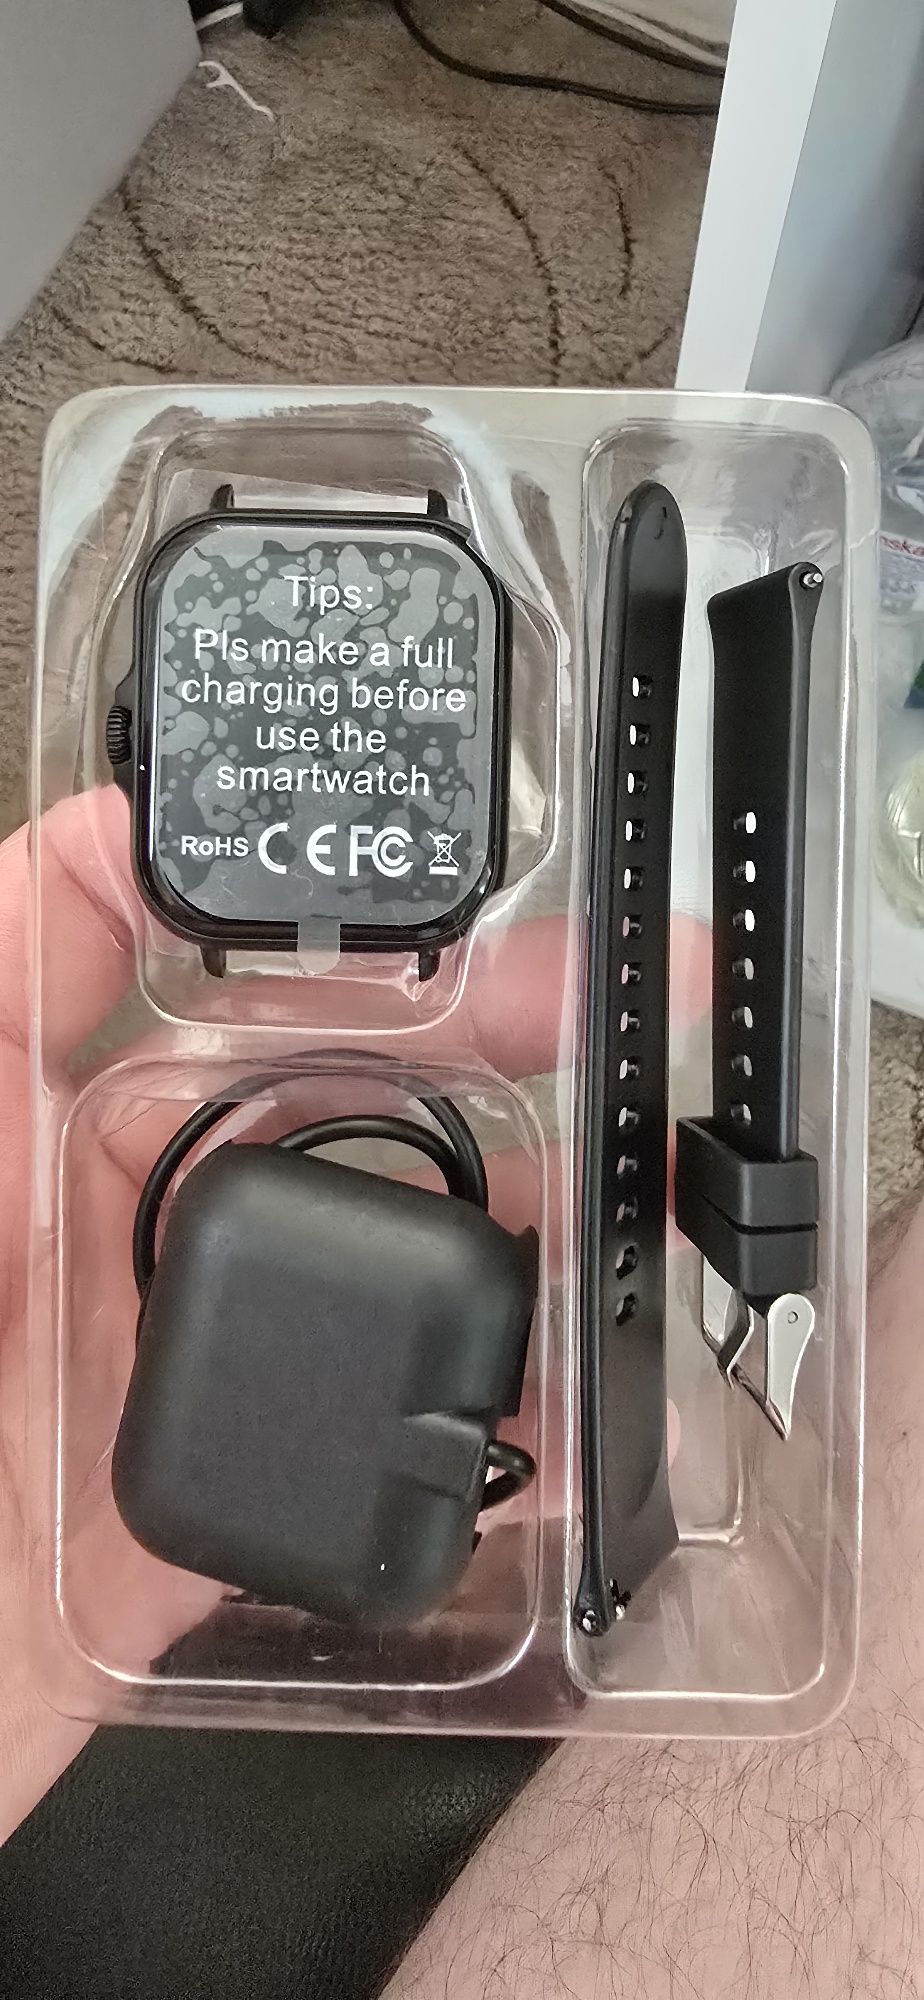 Tips:
Pls make a full
charging before
use the
smartwatch
RoHS CE FC